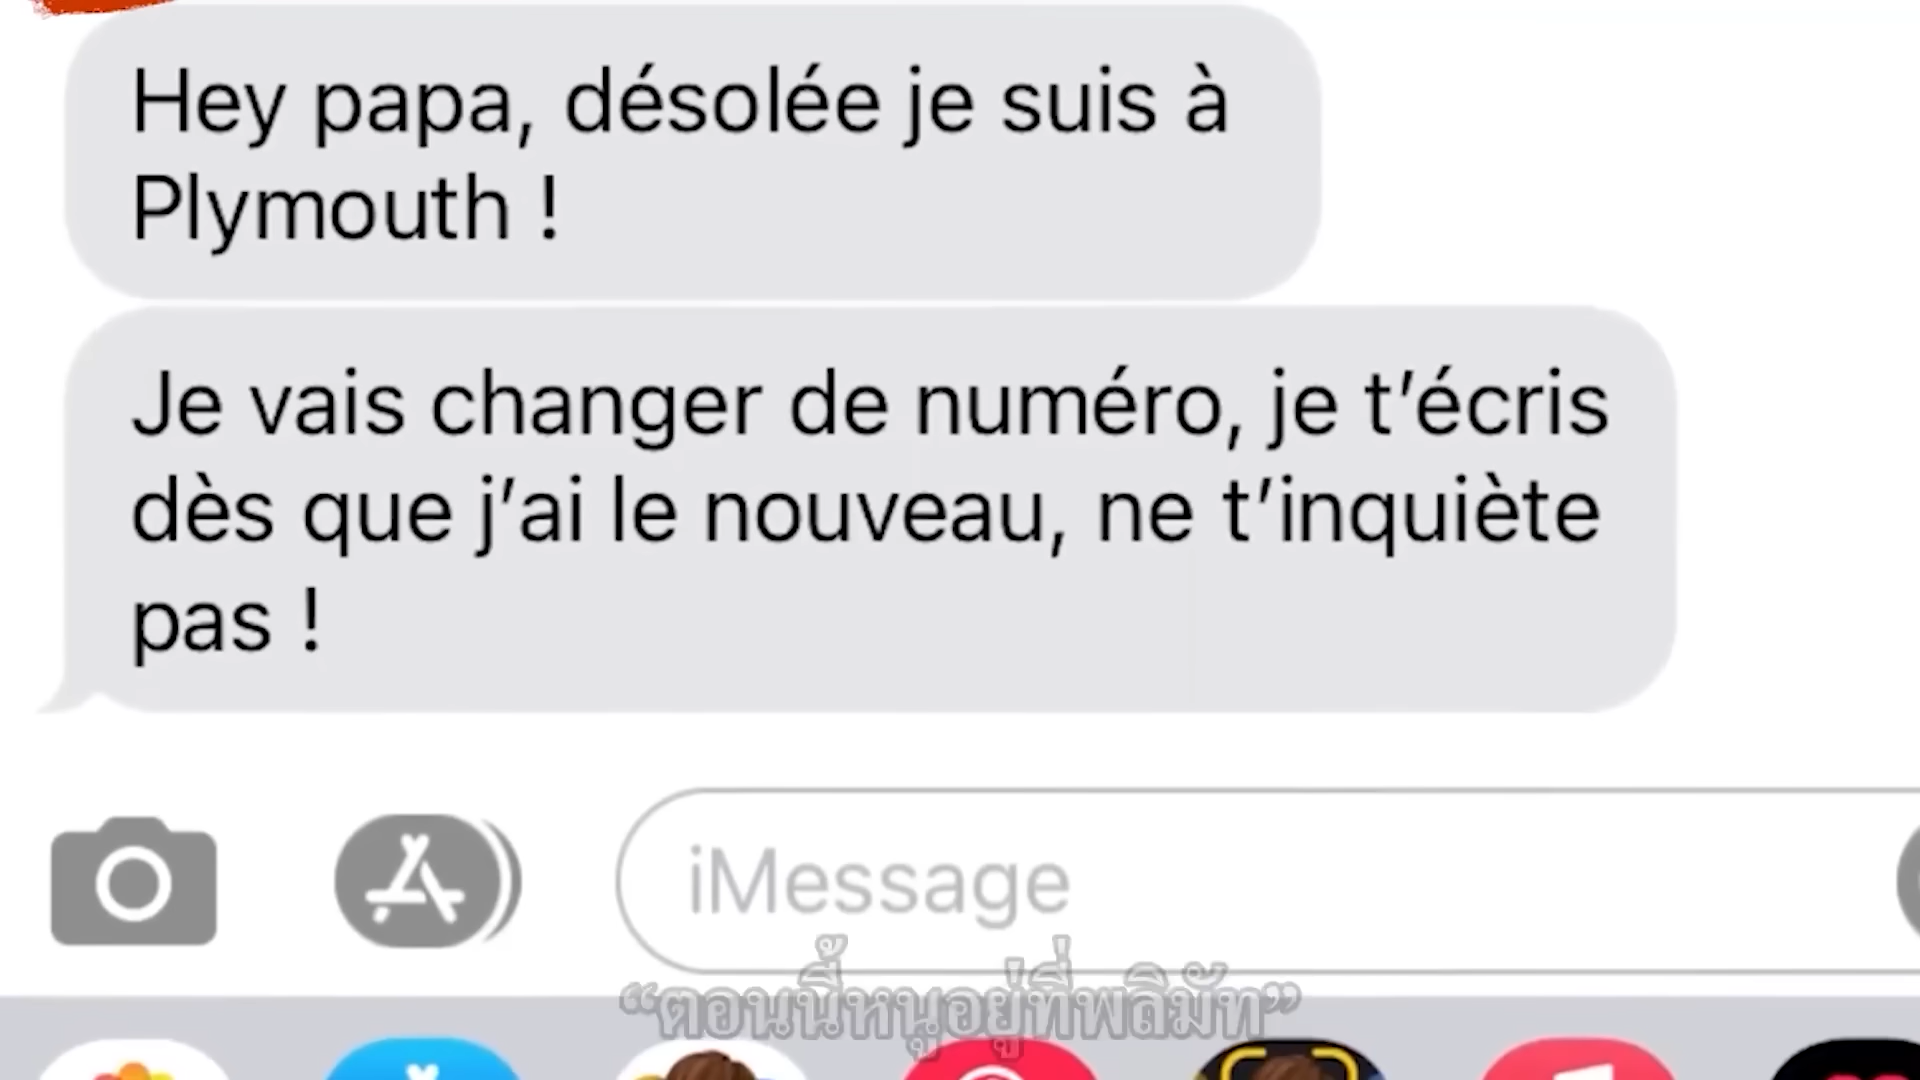 Hey papa, désolée je suis à
Plymouth !
Je vais changer de numéro, je t’écris
dès que j’ai le nouveau, ne t’inquiète
pas !
iMessage
“ตอนนี้หนูอยู่ที่พลิมัท”